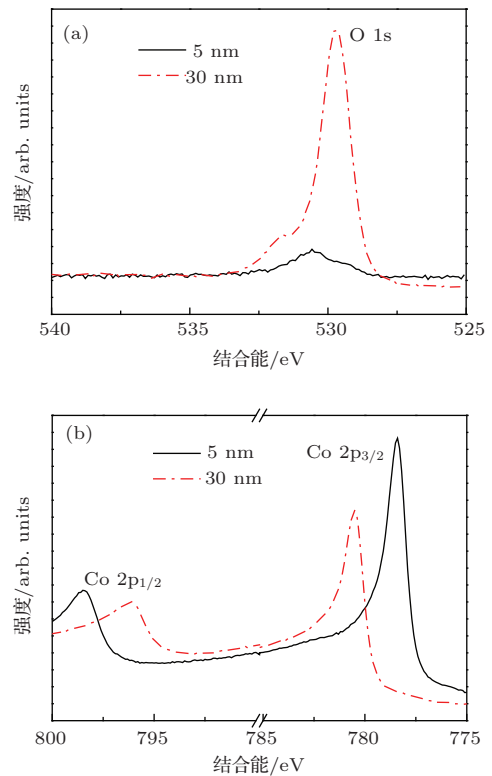 (a)
O 1s
5 nm
30 nm
强度/arb. units
540 535 530 525
结合能/eV
(b)
5 nm
Co 2p3/2
30 nm
Co 2p1/2
强度/arb. units
800 795 785 780 775
结合能/eV